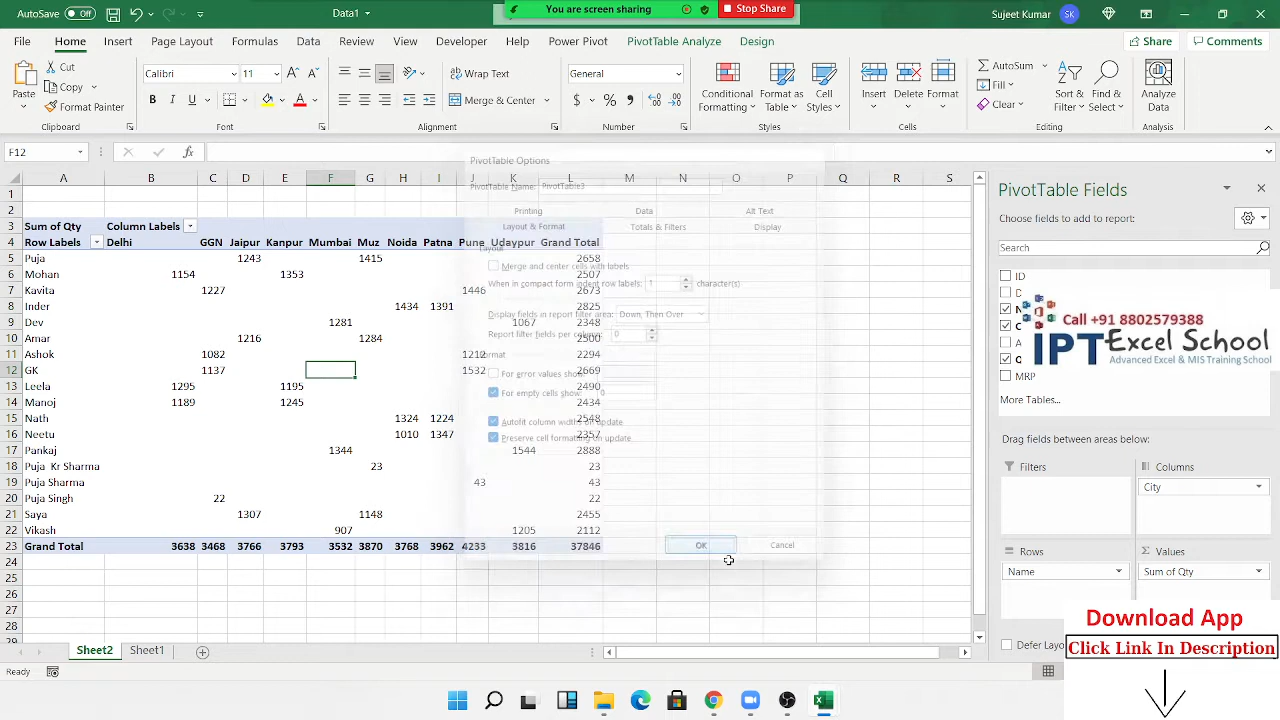 AutoSave Off
Data1
You are screen sharing
Stop Share
Sujeet Kumar SK
File Home Insert Page Layout Formulas Data Review View Developer Help Power Pivot PivotTable Analyze Design
Share Comments
Paste Cut Copy Format Painter
Calibri 11
Wrap Text Merge & Center
General
Conditional Formatting Format as Table Cell Styles
Insert Delete Format
AutoSum Clear Sort & Filter Find & Select
Analyze Data
Clipboard Font Alignment Number Styles Cells Editing Analysis
F12
A B C D E F G H I J K L M N O P Q R S
1
2
3 Sum of Qty Column Labels
4 Row Labels Delhi GGN Jaipur Kanpur Mumbai Muz Noida Patna Pune Udaypur Grand Total
5 Puja 1243 1415 2658
6 Mohan 1154 1353 2507
7 Kavita 1227 1446 2673
8 Inder 1434 1391 2825
9 Dev 1281 1067 2348
10 Amar 1216 1284 2500
11 Ashok 1082 1212 2294
12 GK 1137 1532 2669
13 Leela 1295 1195 2490
14 Manoj 1189 1245 2434
15 Nath 1324 1224 2548
16 Neetu 1010 1347 2357
17 Pankaj 1344 1544 2888
18 Puja Kr Sharma 23 23
19 Puja Sharma 43 43
20 Puja Singh 22 22
21 Saya 1307 1148 2455
22 Vikash 907 1205 2112
23 Grand Total 3638 3468 3766 3793 3532 3870 3768 3962 4233 3816 37846
24
25
26
27
28
29
PivotTable Options
PivotTable Name: PivotTable3
Printing Data Alt Text
Layout & Format Totals & Filters Display
Layout
Merge and center cells with labels
When in compact form indent row labels: 1 character(s)
Display fields in report filter area: Down, Then Over
Report filter fields per column: 0
Format
For error values show:
For empty cells show: 0
Autofit column widths on update
Preserve cell formatting on update
OK Cancel
PivotTable Fields
Choose fields to add to report:
Search
ID
MRP
More Tables...
Call +91 8802579388
IPT Excel School
Advanced Excel & MIS Training School
Drag fields between areas below:
Filters Columns
City
Rows Values
Name Sum of Qty
Defer Layo
Download App
Click Link In Description
Sheet2 Sheet1